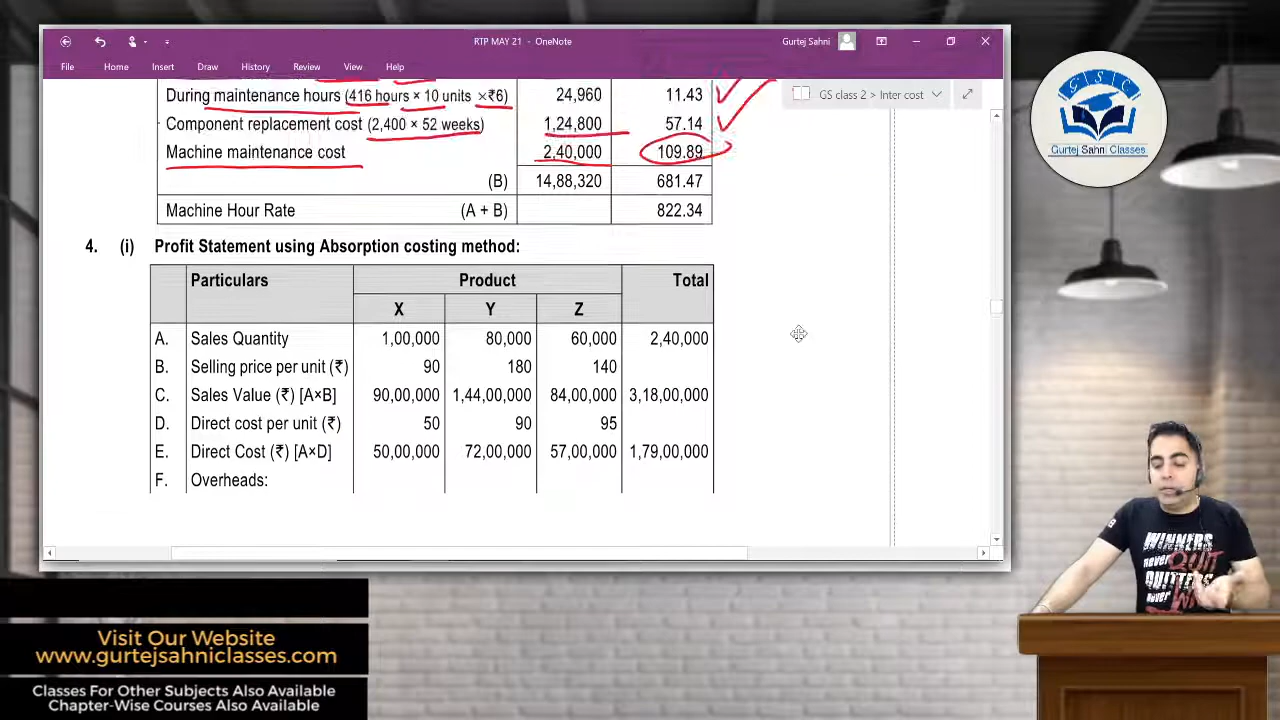 RTP MAY 21 - OneNote
Gurtej Sahni
File Home Insert Draw History Review View Help
GS class 2 > Inter cost
During maintenance hours (416 hours × 10 units ×₹6) 24,960 11.43
Component replacement cost (2,400 × 52 weeks) 1,24,800 57.14
Machine maintenance cost 2,40,000 109.89
(B) 14,88,320 681.47
Machine Hour Rate (A + B) 822.34
4. (i) Profit Statement using Absorption costing method:
Particulars Product Total
X Y Z
A. Sales Quantity 1,00,000 80,000 60,000 2,40,000
B. Selling price per unit (₹) 90 180 140
C. Sales Value (₹) [A×B] 90,00,000 1,44,00,000 84,00,000 3,18,00,000
D. Direct cost per unit (₹) 50 90 95
E. Direct Cost (₹) [A×D] 50,00,000 72,00,000 57,00,000 1,79,00,000
F. Overheads:
GSC
Gurtej Sahni Classes
WINNERS
never QUIT
QUITTERS
never
Visit Our Website
www.gurtejsahniclasses.com
Classes For Other Subjects Also Available
Chapter-Wise Courses Also Available